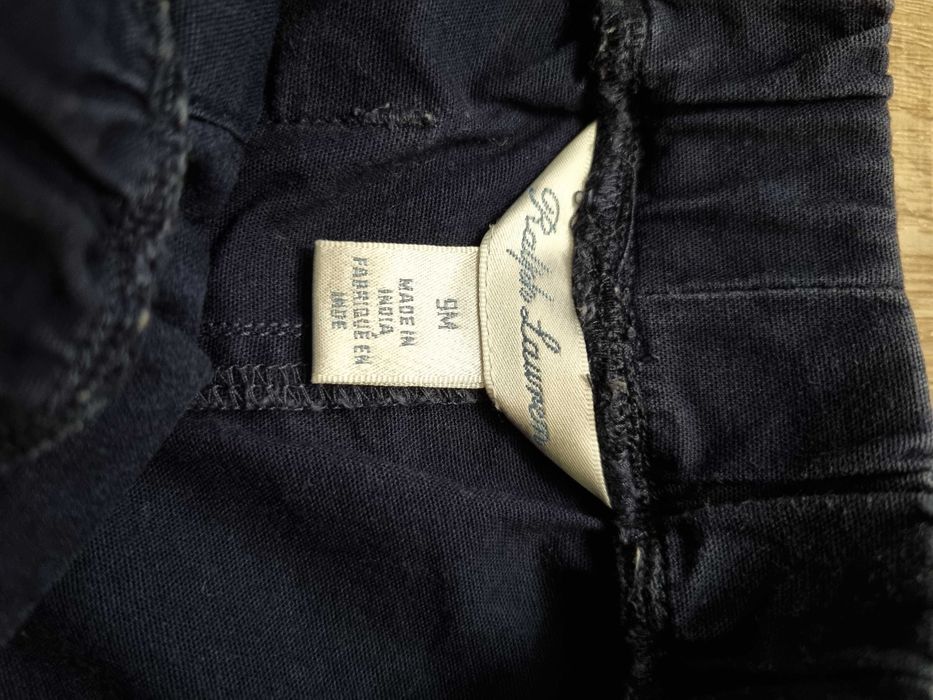 Ralph Lauren
9M
MADE IN
INDIA
FABRIQUÉ EN
INDE